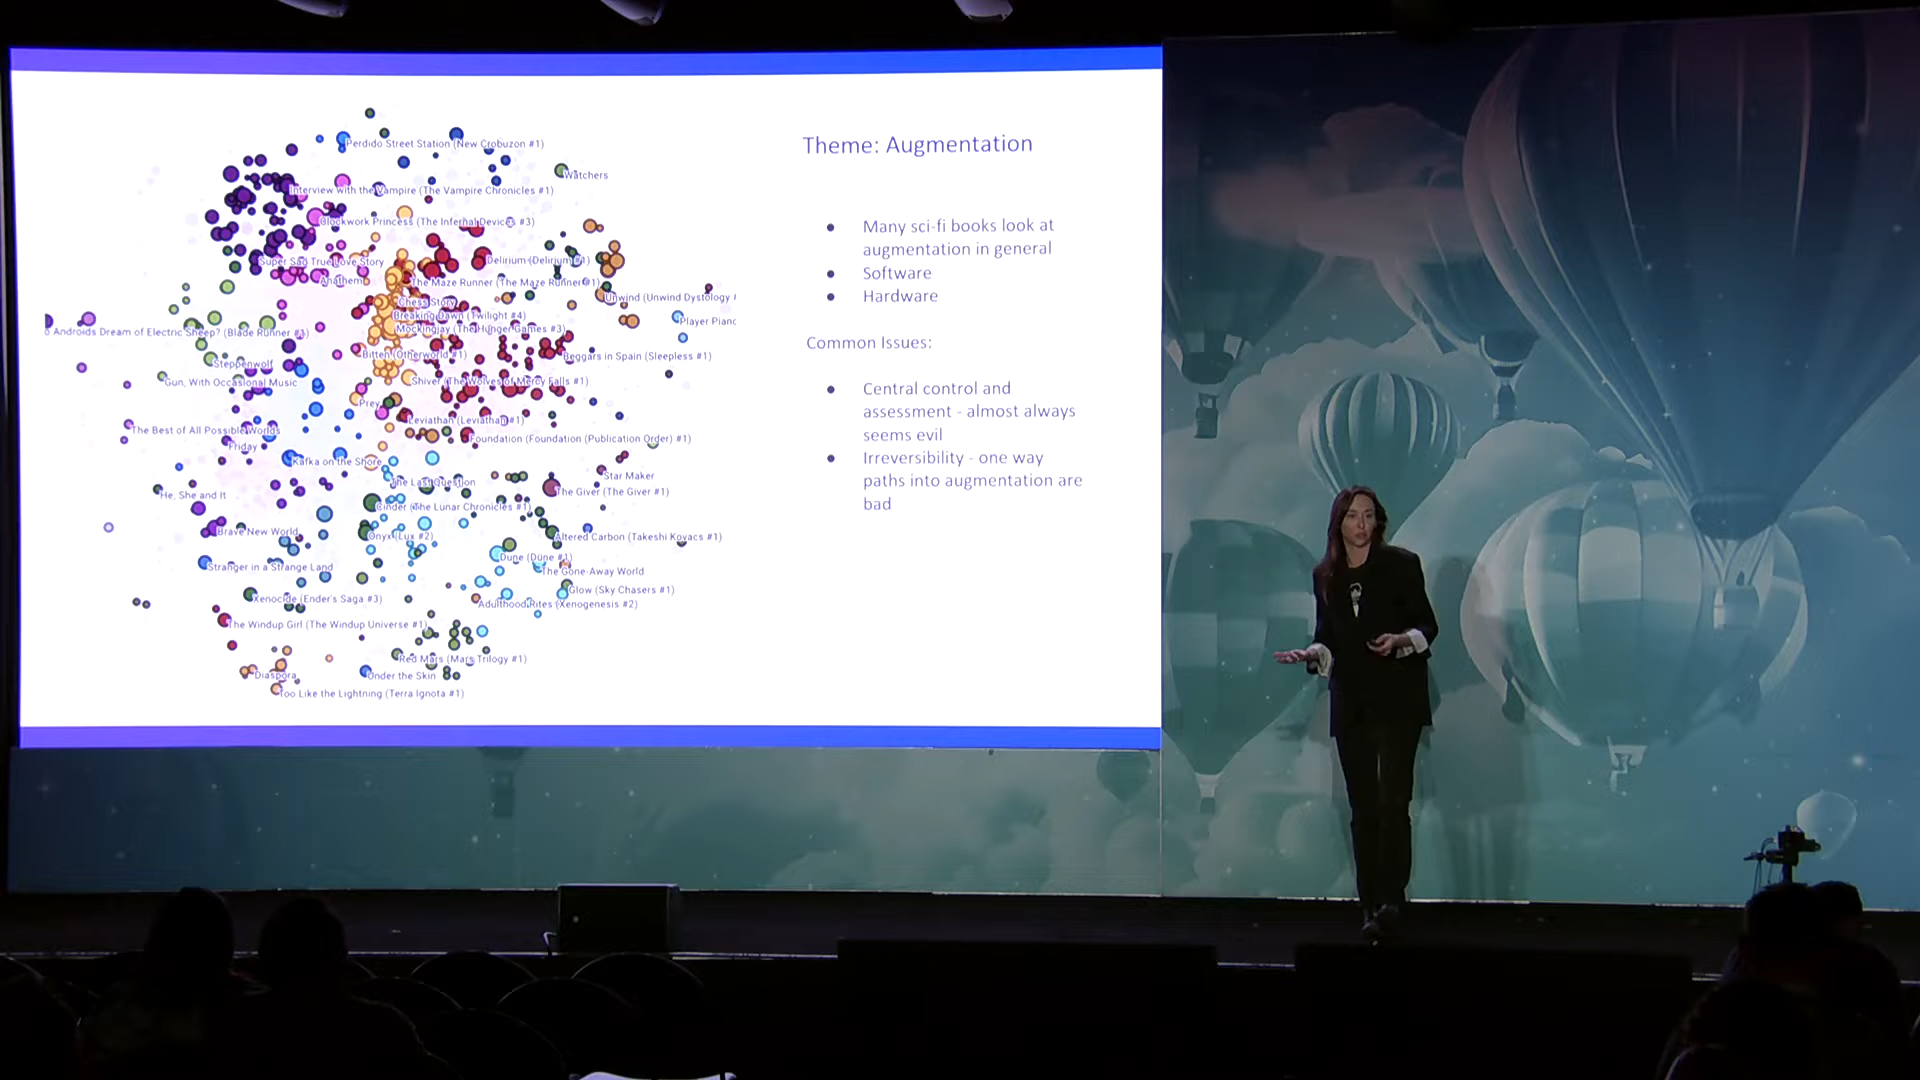 Perdido Street Station (New Crobuzon #1)
Watchers
Interview with the Vampire (The Vampire Chronicles #1)
Clockwork Princess (The Infernal Devices #3)
Super Sad True Love Story
Delirium (Delirium #1)
Anathem
The Maze Runner (The Maze Runner #1)
Unwind (Unwind Dystology
Chess Story
Breaking Dawn (Twilight #4)
Player Piano
Androids Dream of Electric Sheep? (Blade Runner #1)
Mockingjay (The Hunger Games #3)
Bitten (Otherworld #1)
Beggars in Spain (Sleepless #1)
Steppenwolf
Gun, With Occasional Music
Shiver (The Wolves of Mercy Falls #1)
Prey
Leviathan (Leviathan #1)
The Best of All Possible Worlds
Foundation (Foundation (Publication Order) #1)
Friday
Kafka on the Shore
Star Maker
The Last Question
The Giver (The Giver #1)
He, She and It
Cinder (The Lunar Chronicles #1)
Brave New World
Onyx (Lux #2)
Altered Carbon (Takeshi Kovacs #1)
Dune (Dune #1)
Stranger in a Strange Land
The Gone-Away World
Glow (Sky Chasers #1)
Xenocide (Ender's Saga #3)
Adulthood Rites (Xenogenesis #2)
The Windup Girl (The Windup Universe #1)
Red Mars (Mars Trilogy #1)
Diaspora
Under the Skin
Too Like the Lightning (Terra Ignota #1)
Theme: Augmentation
● Many sci-fi books look at
augmentation in general
● Software
● Hardware
Common Issues:
● Central control and
assessment - almost always
seems evil
● Irreversibility - one way
paths into augmentation are
bad